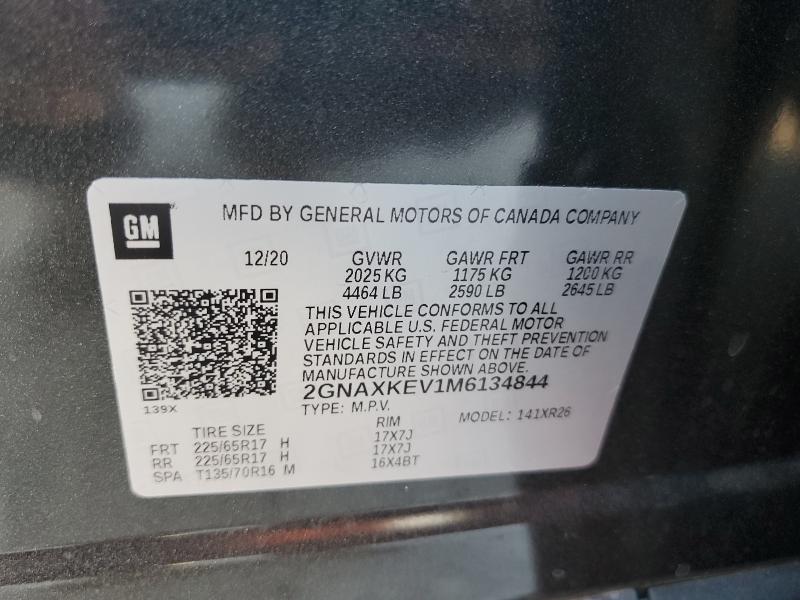 GM
MFD BY GENERAL MOTORS OF CANADA COMPANY
12/20 GVWR GAWR FRT GAWR RR
2025 KG 1175 KG 1200 KG
4464 LB 2590 LB 2645 LB
THIS VEHICLE CONFORMS TO ALL
APPLICABLE U.S. FEDERAL MOTOR
VEHICLE SAFETY AND THEFT PREVENTION
STANDARDS IN EFFECT ON THE DATE OF
MANUFACTURE SHOWN ABOVE.
2GNAXKEV1M6134844
139X TYPE: M.P.V. MODEL: 141XR26
TIRE SIZE RIM
FRT 225/65R17 H 17X7J
RR 225/65R17 H 17X7J
SPA T135/70R16 M 16X4BT